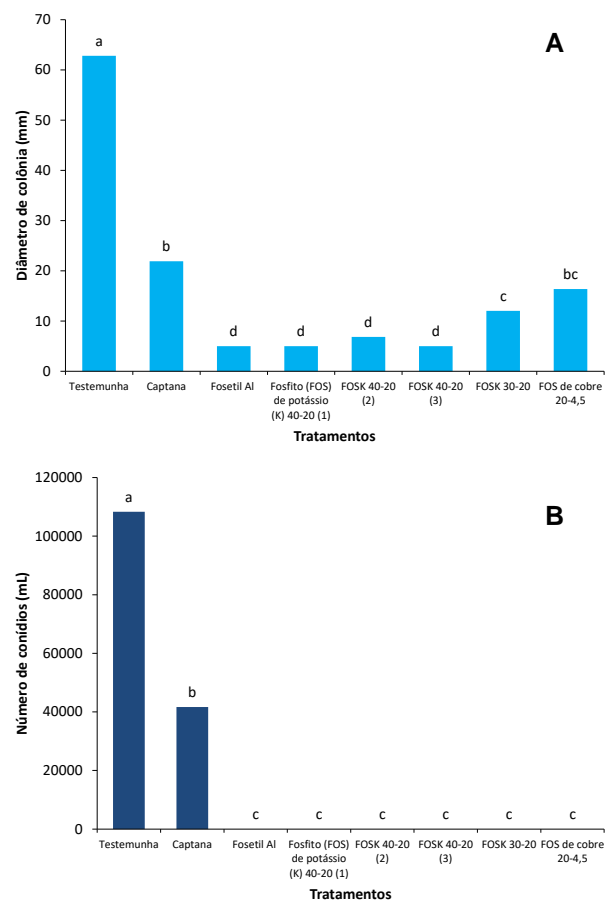 A
70
60
50
40
30
20
10
0
Diâmetro de colônia (mm)
a
b
d
d
d
d
c
bc
Testemunha
Captana
Fosetil Al
Fosfito (FOS)
de potássio
(K) 40-20 (1)
FOSK 40-20
(2)
FOSK 40-20
(3)
FOSK 30-20
FOS de cobre
20-4,5
Tratamentos
B
120000
100000
80000
60000
40000
20000
0
Número de conídios (mL)
a
b
c
c
c
c
c
c
Testemunha
Captana
Fosetil Al
Fosfito (FOS)
de potássio
(K) 40-20 (1)
FOSK 40-20
(2)
FOSK 40-20
(3)
FOSK 30-20
FOS de cobre
20-4,5
Tratamentos